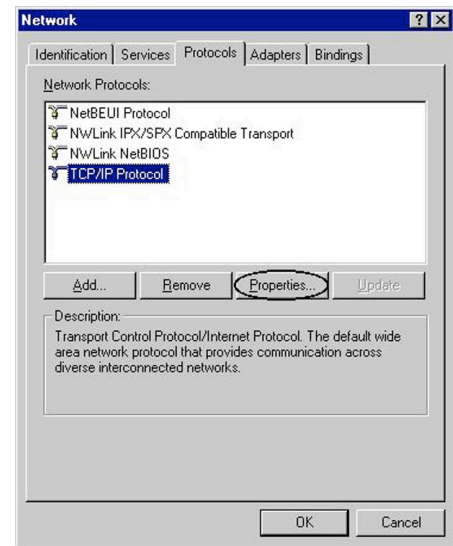 Network
Identification Services Protocols Adapters Bindings
Network Protocols:
NetBEUI Protocol
NWLink IPX/SPX Compatible Transport
NWLink NetBIOS
TCP/IP Protocol
Add... Remove Properties... Update
Description:
Transport Control Protocol/Internet Protocol. The default wide
area network protocol that provides communication across
diverse interconnected networks.
OK Cancel